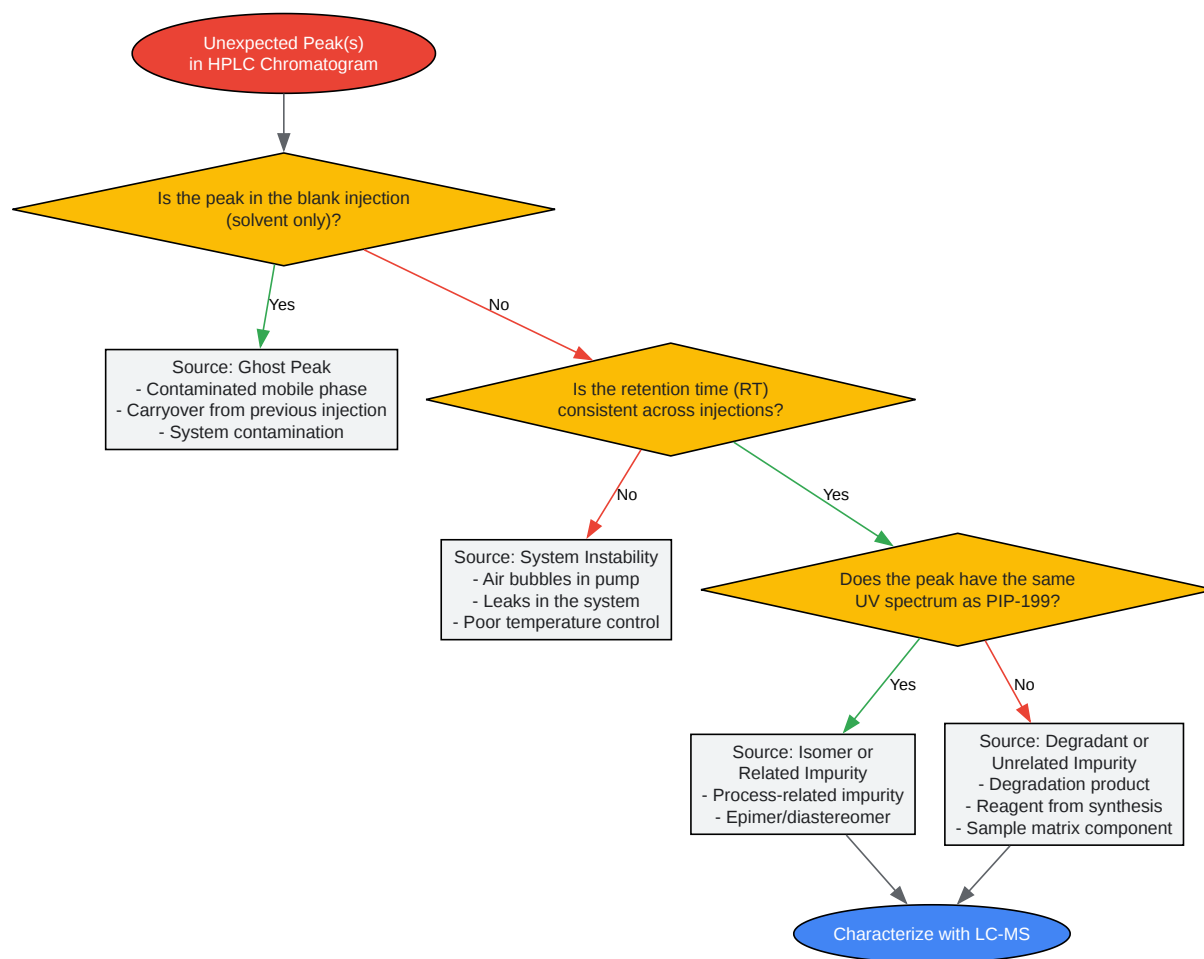 Unexpected Peak(s)
in HPLC Chromatogram
Is the peak in the blank injection
(solvent only)?
Yes
No
Source: Ghost Peak
- Contaminated mobile phase
- Carryover from previous injection
- System contamination
Is the retention time (RT)
consistent across injections?
No
Yes
Source: System Instability
- Air bubbles in pump
- Leaks in the system
- Poor temperature control
Does the peak have the same
UV spectrum as PIP-199?
Yes
No
Source: Isomer or
Related Impurity
- Process-related impurity
- Epimer/diastereomer
Source: Degradant or
Unrelated Impurity
- Degradation product
- Reagent from synthesis
- Sample matrix component
Characterize with LC-MS